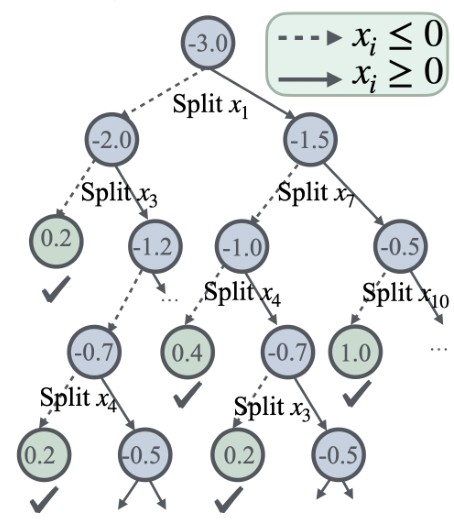 -3.0
x_i ≤ 0
x_i ≥ 0
Split x_1
-2.0
-1.5
Split x_3
Split x_7
0.2
-1.2
-1.0
-0.5
...
Split x_4
Split x_10
-0.7
0.4
-0.7
1.0
...
Split x_4
Split x_3
0.2
-0.5
0.2
-0.5